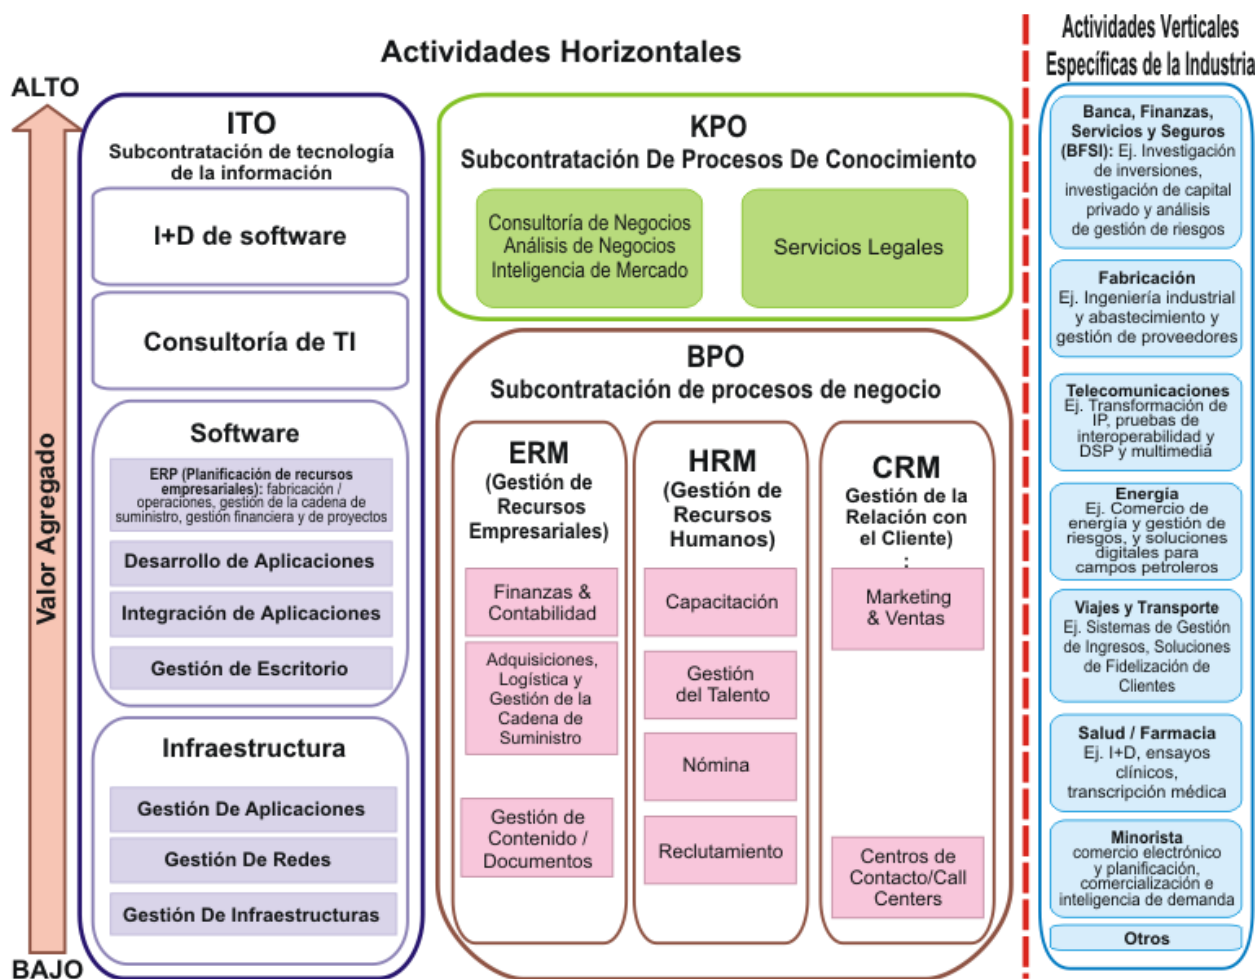 Actividades Horizontales
ALTO
Valor Agregado
BAJO
ITO
Subcontratación de tecnología
de la información
I+D de software
Consultoría de TI
Software
ERP (Planificación de recursos
empresariales): fabricación /
operaciones, gestión de la cadena de
suministro, gestión financiera y de proyectos
Desarrollo de Aplicaciones
Integración de Aplicaciones
Gestión de Escritorio
Infraestructura
Gestión De Aplicaciones
Gestión De Redes
Gestión De Infraestructuras
KPO
Subcontratación De Procesos De Conocimiento
Consultoría de Negocios
Análisis de Negocios
Inteligencia de Mercado
Servicios Legales
BPO
Subcontratación de procesos de negocio
ERM
(Gestión de
Recursos
Empresariales)
Finanzas &
Contabilidad
Adquisiciones,
Logística y
Gestión de la
Cadena de
Suministro
Gestión de
Contenido /
Documentos
HRM
(Gestión de
Recursos
Humanos)
Capacitación
Gestión
del Talento
Nómina
Reclutamiento
CRM
Gestión de la
Relación con
el Cliente)
:
Marketing
& Ventas
Centros de
Contacto/Call
Centers
Actividades Verticales
Específicas de la Industria
Banca, Finanzas,
Servicios y Seguros
(BFSI): Ej. Investigación
de inversiones,
investigación de capital
privado y análisis
de gestión de riesgos
Fabricación
Ej. Ingeniería industrial
y abastecimiento y
gestión de proveedores
Telecomunicaciones
Ej. Transformación de
IP, pruebas de
interoperabilidad y
DSP y multimedia
Energía
Ej. Comercio de
energía y gestión de
riesgos, y soluciones
digitales para
campos petroleros
Viajes y Transporte
Ej. Sistemas de Gestión
de Ingresos, Soluciones
de Fidelización de
Clientes
Salud / Farmacia
Ej. I+D, ensayos
clínicos,
transcripción médica
Minorista
comercio electrónico
y planificación,
comercialización e
inteligencia de demanda
Otros